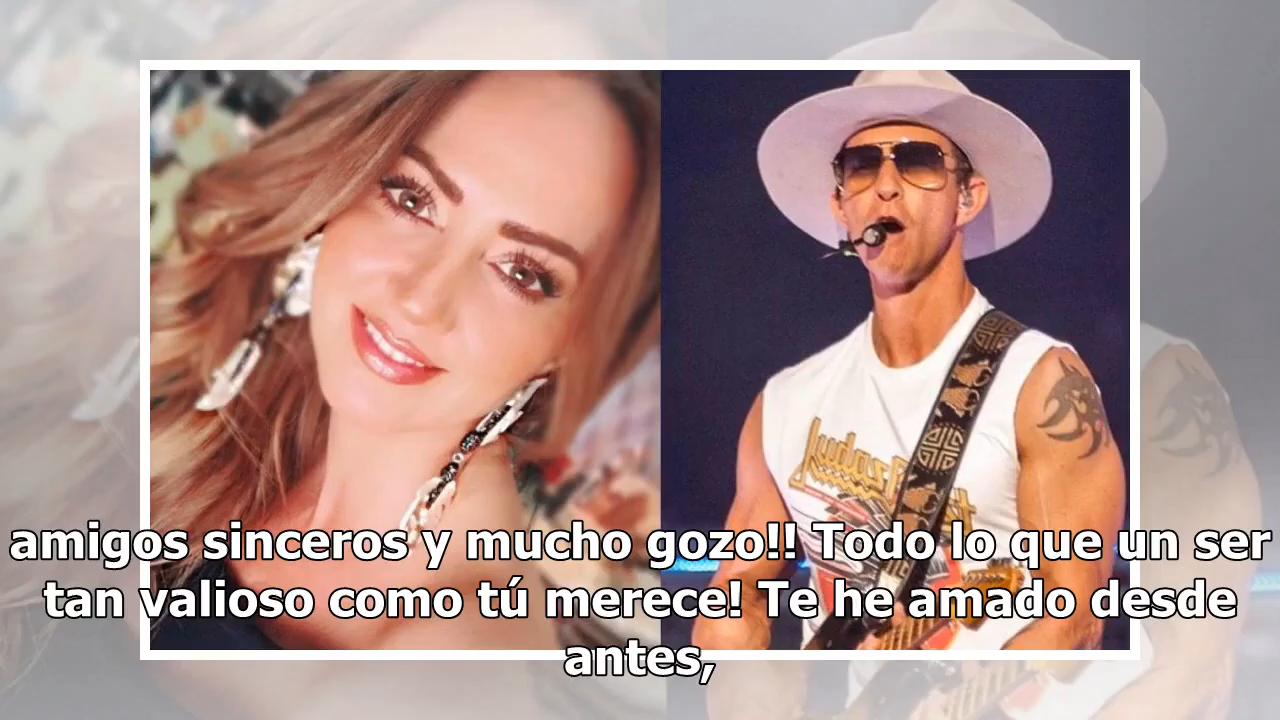 Judas
amigos sinceros y mucho gozo!! Todo lo que un ser
tan valioso como tú merece! Te he amado desde
antes,